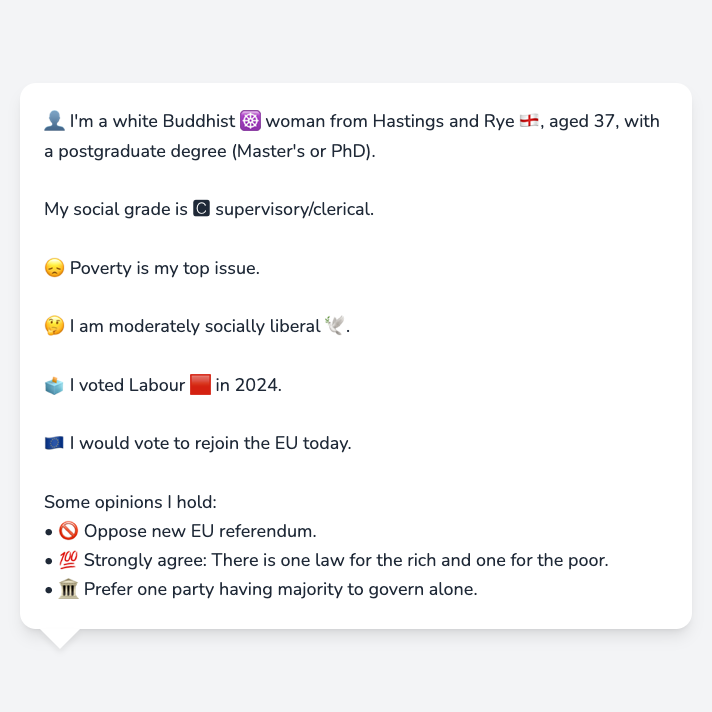 👤 I'm a white Buddhist ☸️ woman from Hastings and Rye 🏴󠁧󠁢󠁥󠁮󠁧󠁿, aged 37, with
a postgraduate degree (Master's or PhD).
My social grade is 🅲 supervisory/clerical.
😞 Poverty is my top issue.
🤔 I am moderately socially liberal 🕊️.
🗳️ I voted Labour 🟥 in 2024.
🇪🇺 I would vote to rejoin the EU today.
Some opinions I hold:
• 🚫 Oppose new EU referendum.
• 💯 Strongly agree: There is one law for the rich and one for the poor.
• 🏛️ Prefer one party having majority to govern alone.